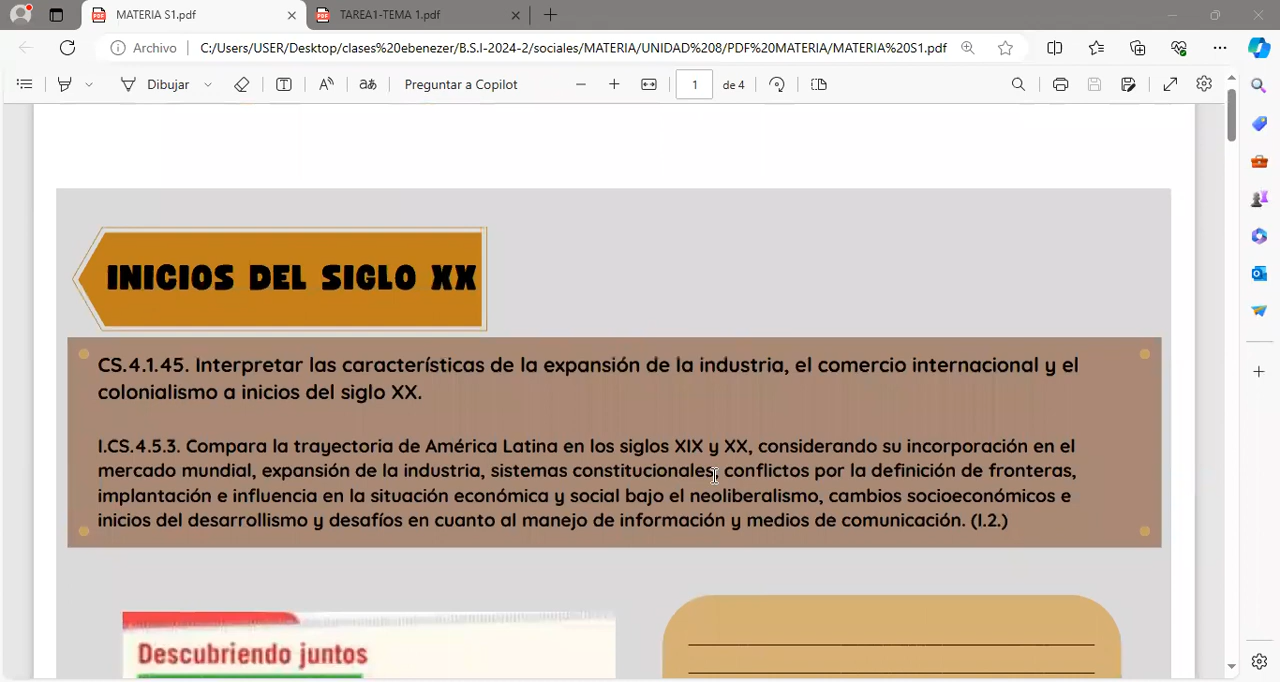 MATERIA S1.pdf
TAREA1-TEMA 1.pdf
Archivo
C:/Users/USER/Desktop/clases%20ebenezer/B.S.I-2024-2/sociales/MATERIA/UNIDAD%208/PDF%20MATERIA/MATERIA%20S1.pdf
Dibujar
aあ
Preguntar a Copilot
1
de 4
INICIOS DEL SIGLO XX
CS.4.1.45. Interpretar las características de la expansión de la industria, el comercio internacional y el
colonialismo a inicios del siglo XX.
I.CS.4.5.3. Compara la trayectoria de América Latina en los siglos XIX y XX, considerando su incorporación en el
mercado mundial, expansión de la industria, sistemas constitucionales, conflictos por la definición de fronteras,
implantación e influencia en la situación económica y social bajo el neoliberalismo, cambios socioeconómicos e
inicios del desarrollismo y desafíos en cuanto al manejo de información y medios de comunicación. (I.2.)
Descubriendo juntos